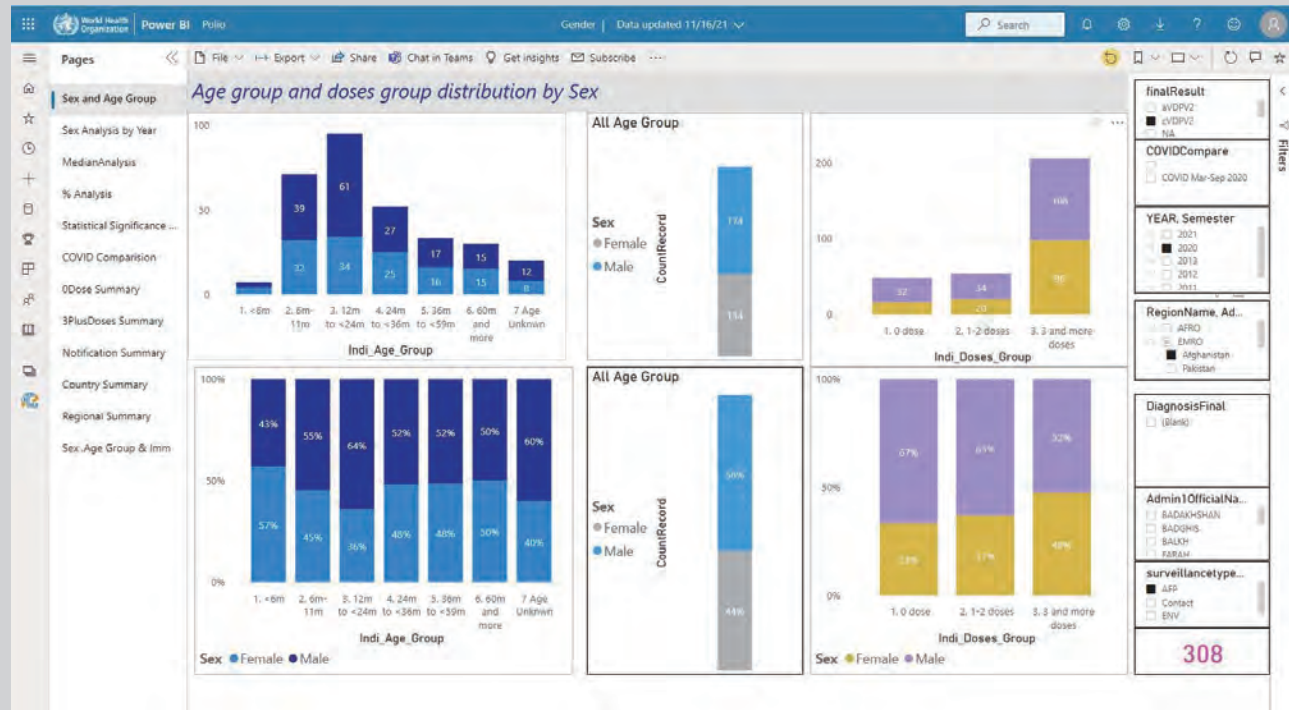 World Health
Organization
Power BI
Polio
Gender | Data updated 11/16/21
Search
Pages
File
Export
Share
Chat in Teams
Get insights
Subscribe
Sex and Age Group
Sex Analysis by Year
MedianAnalysis
% Analysis
Statistical Significance ...
COVID Comparision
0Dose Summary
3PlusDoses Summary
Notification Summary
Country Summary
Regional Summary
Sex.Age Group & Imm
Age group and doses group distribution by Sex
100
50
0
39
61
27
17
15
12
32
34
25
16
15
8
1. <6m
2. 6m-
11m
3. 12m
to <24m
4. 24m
to <36m
5. 36m
to <59m
6. 60m
and
more
7 Age
Unknwn
Indi_Age_Group
All Age Group
Sex
Female
Male
CountRecord
174
134
200
100
0
32
34
20
1. 0 dose
2. 1-2 doses
3. 3 and more
doses
Indi_Doses_Group
100%
50%
0%
43%
55%
64%
52%
52%
50%
60%
57%
45%
36%
48%
48%
50%
40%
1. <6m
2. 6m-
11m
3. 12m
to <24m
4. 24m
to <36m
5. 36m
to <59m
6. 60m
and
more
7 Age
Unknwn
Indi_Age_Group
Sex Female Male
All Age Group
Sex
Female
Male
CountRecord
56%
44%
100%
50%
0%
67%
63%
52%
33%
37%
48%
1. 0 dose
2. 1-2 doses
3. 3 and more
doses
Indi_Doses_Group
Sex Female Male
finalResult
aVDPV2
cVDPV2
NA
COVIDCompare
COVID Mar-Sep 2020
YEAR, Semester
2021
2020
2013
2012
2011
RegionName, Ad...
AFRO
EMRO
Afghanistan
Pakistan
DiagnosisFinal
(Blank)
Admin1OfficialNa...
BADAKHSHAN
BADGHIS
BALKH
FARAH
surveillancetype...
AFP
Contact
ENV
308
Filters